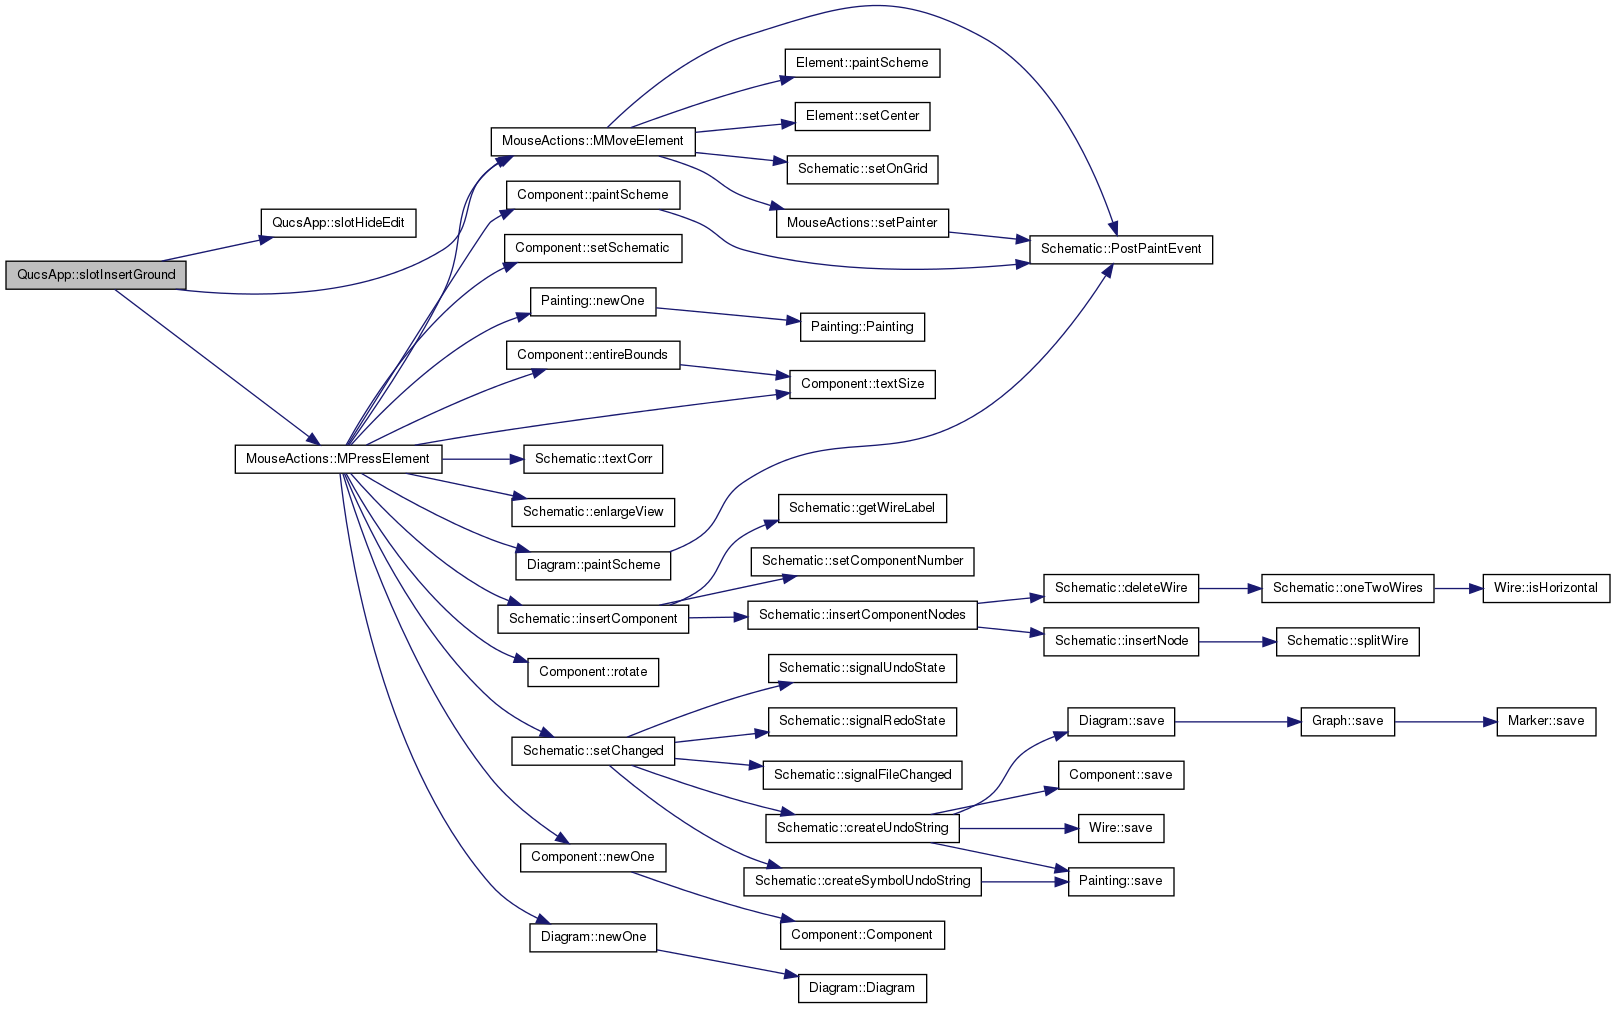 QucsApp::slotInsertGround
QucsApp::slotHideEdit
MouseActions::MPressElement
MouseActions::MMoveElement
Component::paintScheme
Component::setSchematic
Painting::newOne
Component::entireBounds
Schematic::textCorr
Schematic::enlargeView
Diagram::paintScheme
Schematic::insertComponent
Component::rotate
Schematic::setChanged
Component::newOne
Diagram::newOne
Element::paintScheme
Element::setCenter
Schematic::setOnGrid
MouseActions::setPainter
Painting::Painting
Component::textSize
Schematic::getWireLabel
Schematic::setComponentNumber
Schematic::insertComponentNodes
Schematic::signalUndoState
Schematic::signalRedoState
Schematic::signalFileChanged
Schematic::createUndoString
Schematic::createSymbolUndoString
Component::Component
Diagram::Diagram
Schematic::PostPaintEvent
Schematic::deleteWire
Schematic::insertNode
Diagram::save
Component::save
Wire::save
Painting::save
Schematic::oneTwoWires
Schematic::splitWire
Graph::save
Wire::isHorizontal
Marker::save